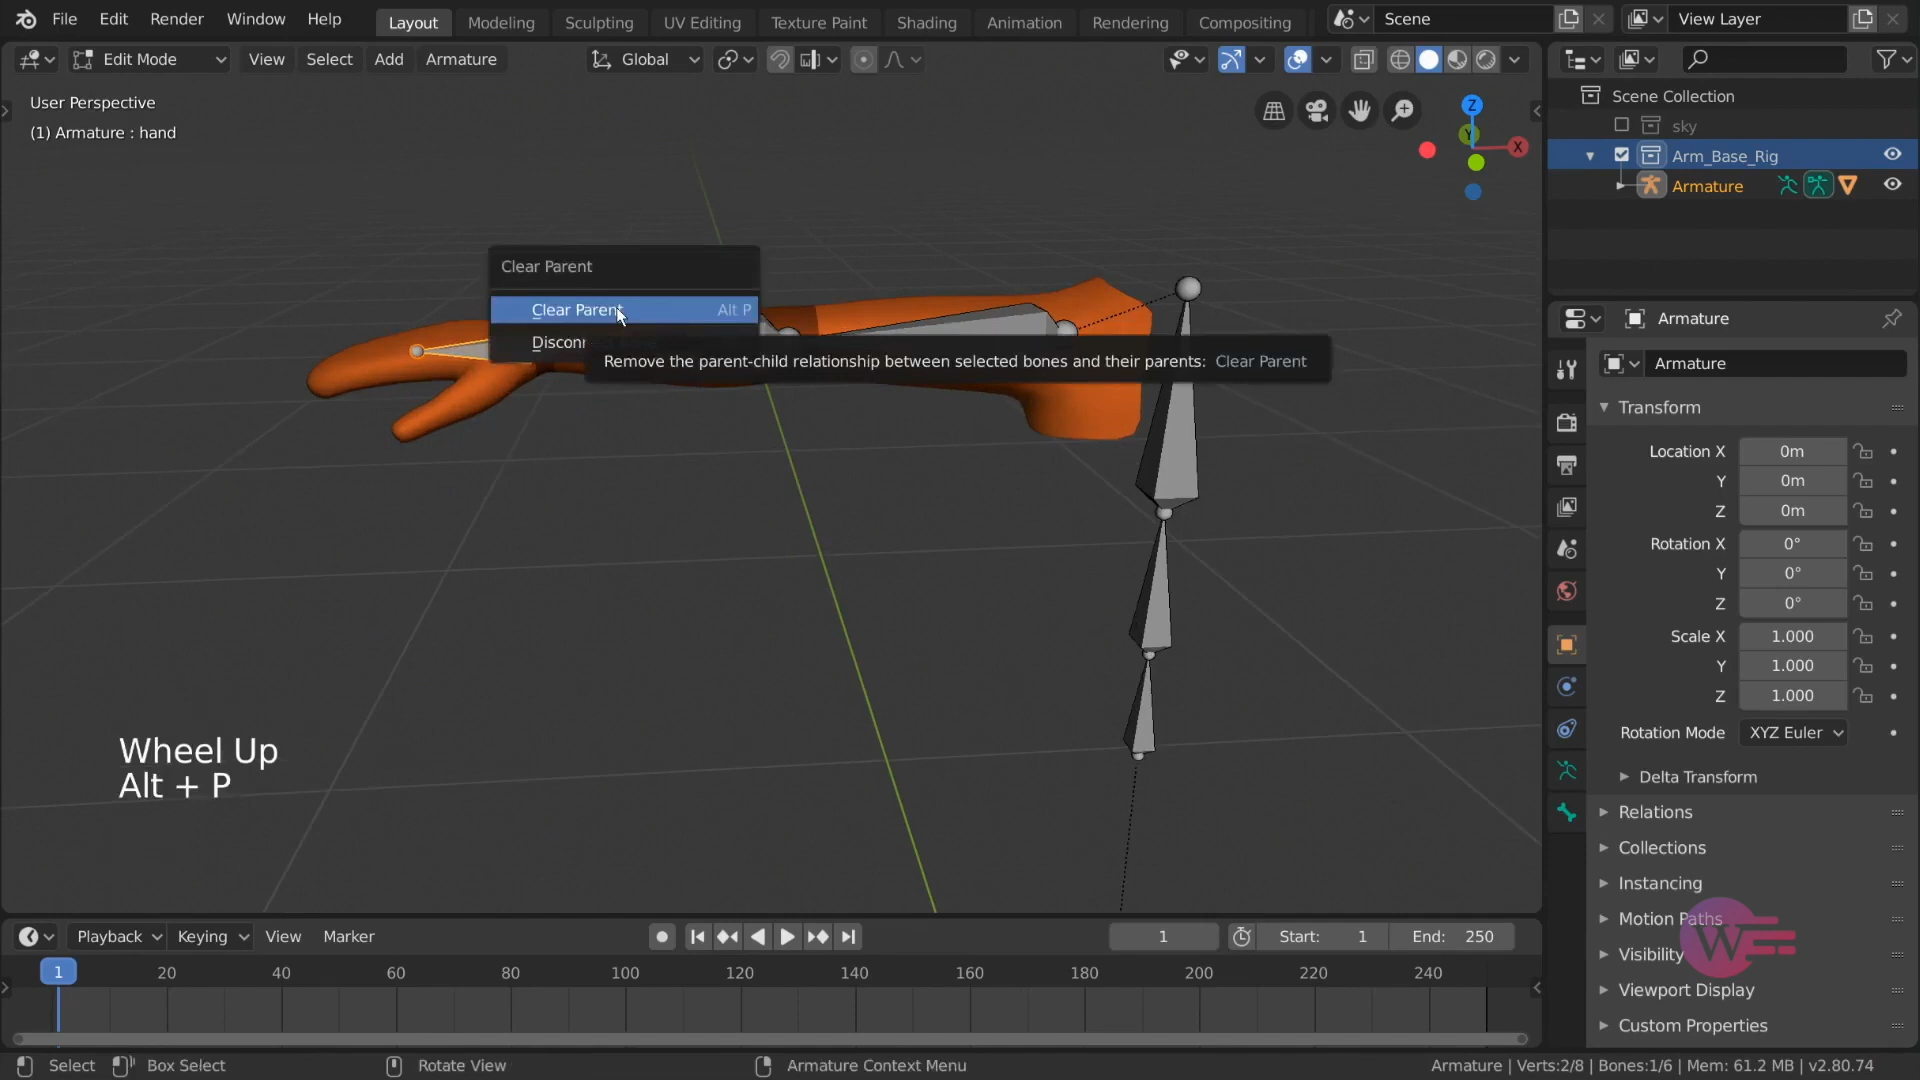 File Edit Render Window Help Layout Modeling Sculpting UV Editing Texture Paint Shading Animation Rendering Compositing Scene View Layer
Edit Mode View Select Add Armature Global
User Perspective
(1) Armature : hand
Z
Y
X
Scene Collection
sky
Arm_Base_Rig
Armature
Clear Parent
Clear Parent Alt P
Disconn
Remove the parent-child relationship between selected bones and their parents: Clear Parent
Armature
Armature
Transform
Location X 0m
Y 0m
Z 0m
Rotation X 0°
Y 0°
Z 0°
Scale X 1.000
Y 1.000
Z 1.000
Rotation Mode XYZ Euler
Delta Transform
Relations
Collections
Instancing
Motion Paths
Visibility
Viewport Display
Custom Properties
Wheel Up
Alt + P
Playback Keying View Marker 1 Start: 1 End: 250
1 20 40 60 80 100 120 140 160 180 200 220 240
Select Box Select Rotate View Armature Context Menu Armature | Verts:2/8 | Bones:1/6 | Mem: 61.2 MB | v2.80.74